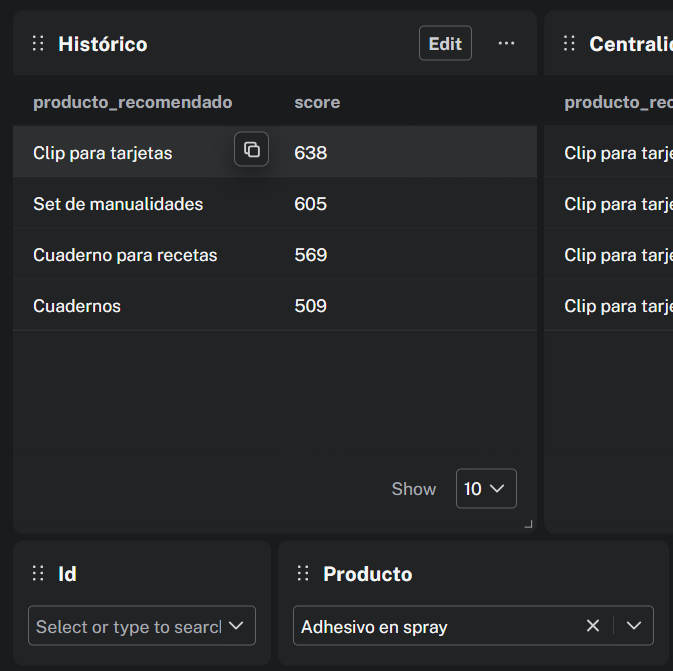 Histórico Edit
producto_recomendado score
Clip para tarjetas 638
Set de manualidades 605
Cuaderno para recetas 569
Cuadernos 509
Show 10
Centralic
producto_rec
Clip para tarje
Clip para tarje
Clip para tarje
Clip para tarje
Id
Select or type to searc
Producto
Adhesivo en spray